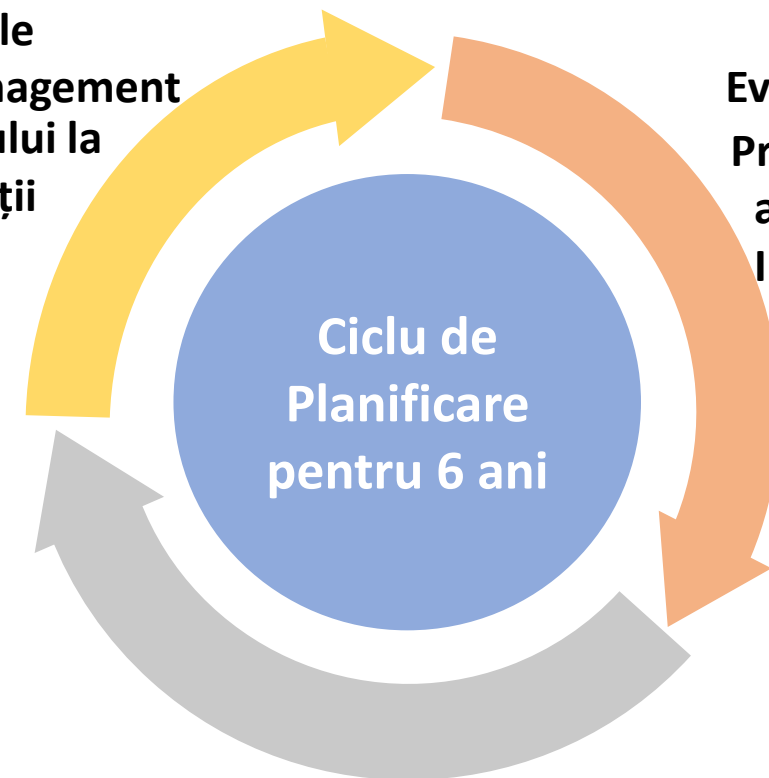 le
nagement
ului la
ții
Ev
Pr
a
l
Ciclu de
Planificare
pentru 6 ani